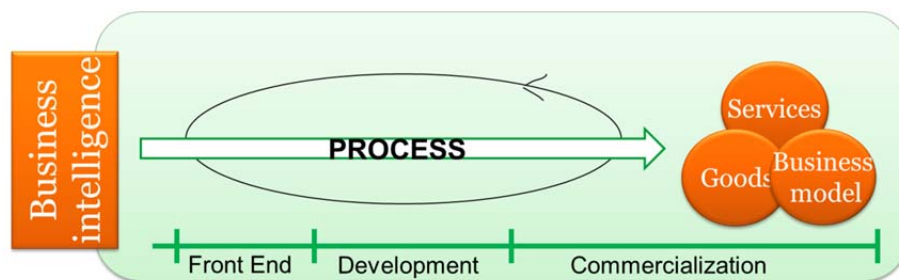 Business
intelligence
PROCESS
Services
Goods
Business
model
Front End
Development
Commercialization